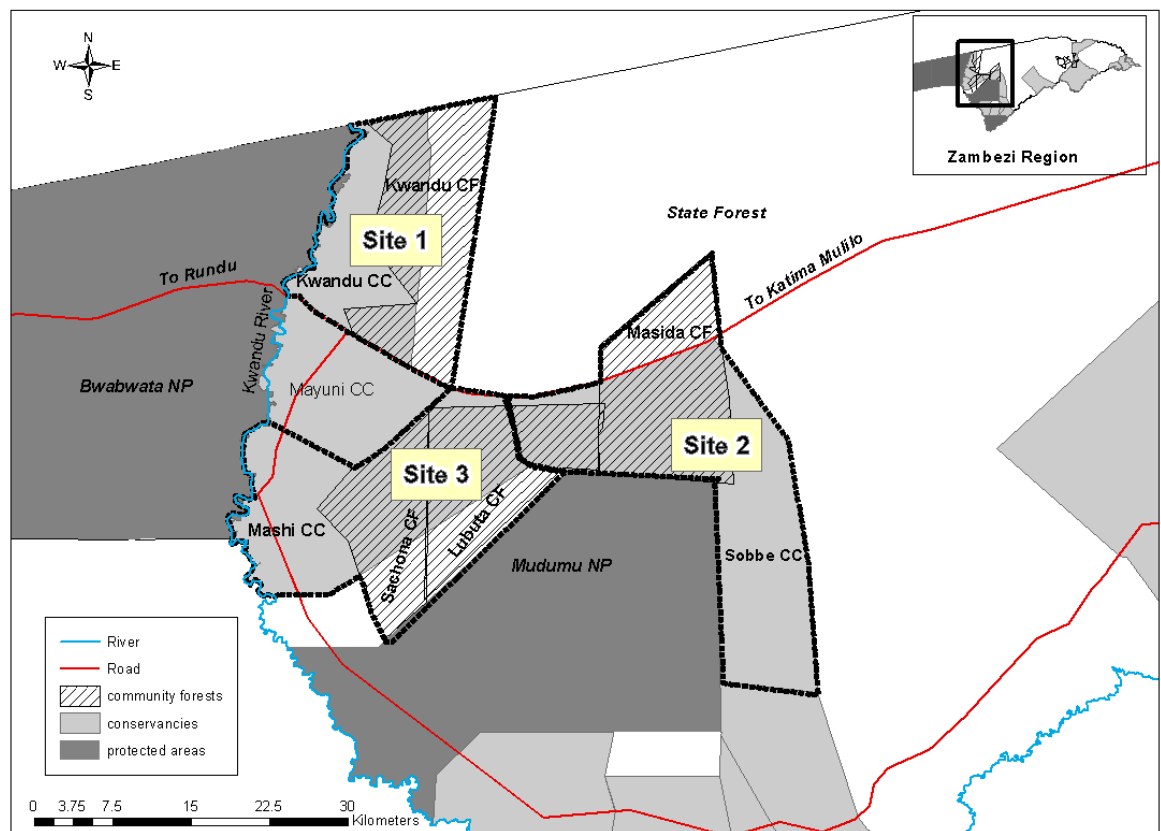 N
W E
S
Zambezi Region
Kwandu CF
State Forest
Site 1
To Rundu
Kwandu CC
To Katima Mulilo
Kwandu River
Masida CF
Bwabwata NP
Mayuni CC
Site 2
Site 3
Mashi CC
Sachona CF
Lubuta CF
Mudumu NP
Sobbe CC
River
Road
community forests
conservancies
protected areas
0 3.75 7.5 15 22.5 30
Kilometers